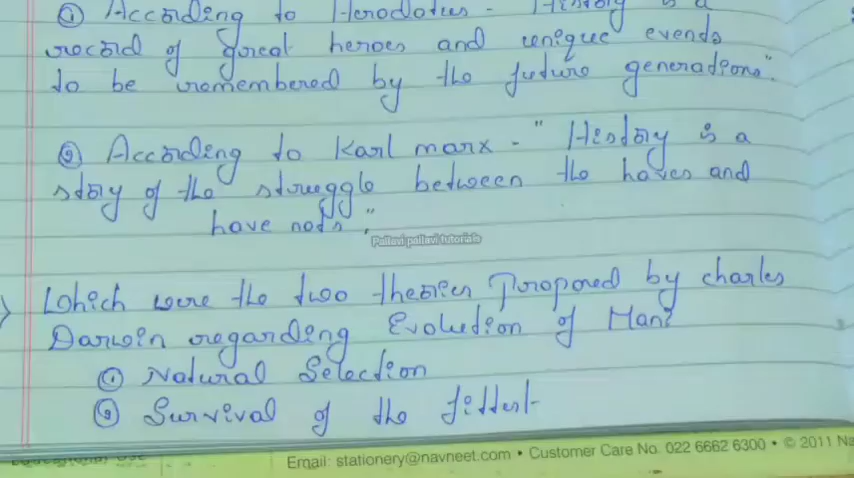 ① According to Herodotus - "History is a
record of great heroes and unique events
to be remembered by the future generations".
② According to Karl marx - "History is a
story of the struggle between the haves and
have nots".
Pallavi pallavi tutorials
Which were the two theories Proposed by charles
Darwin regarding Evolution of Man?
① Natural Selection
② Survival of the fittest
Email: stationery@navneet.com • Customer Care No. 022 6662 6300 • © 2011 Na